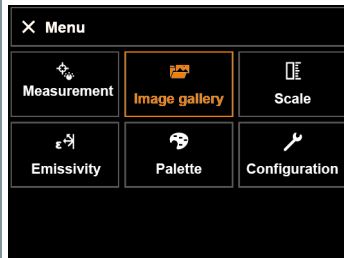 Menu
Measurement
Image gallery
Scale
Emissivity
Palette
Configuration